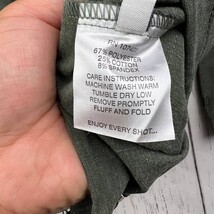 67% POLYESTER
25% COTTON
8% SPANDEX
CARE INSTRUCTIONS:
MACHINE WASH WARM
TUMBLE DRY LOW
REMOVE PROMPTLY
FLUFF AND FOLD
ENJOY EVERY SHOT...